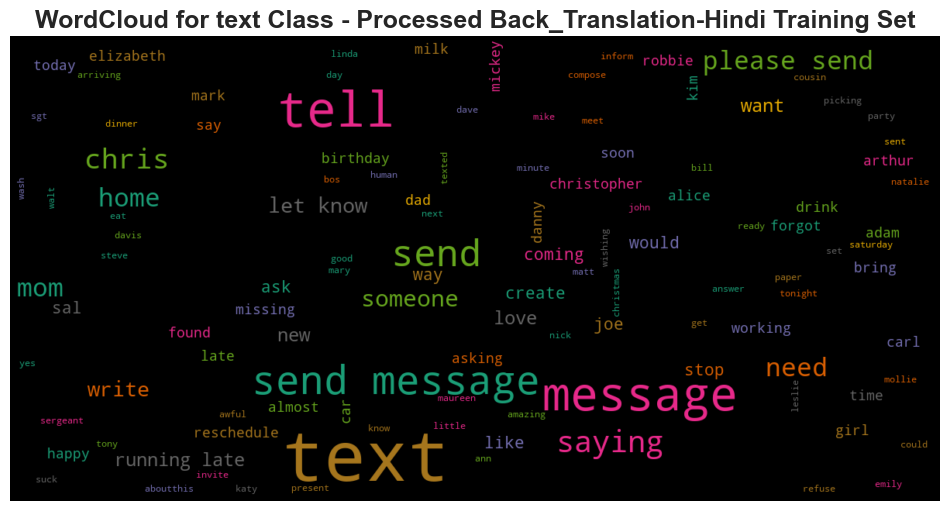 WordCloud for text Class - Processed Back_Translation-Hindi Training Set
elizabeth
linda
milk
mickey
inform
robbie
please send
today
arriving
day
compose
kim
cousin
mark
tell
dave
mike
want
picking
sgt
dinner
say
meet
party
sent
chris
birthday
texted
minute
soon
bill
arthur
wash
walt
home
bos
human
christopher
alice
natalie
eat
let know
dad
next
danny
john
drink
davis
send
coming
wishing
would
ready
forgot
adam
steve
good
mary
way
matt
saturday
set
bring
mom
sal
ask
missing
someone
create
christmas
answer
paper
tonight
found
new
love
nick
joe
get
working
carl
yes
late
asking
stop
need
mollie
write
send message
maureen
message
leslie
time
sergeant
awful
almost
car
amazing
tony
reschedule
know
little
like
saying
girl
could
happy
running late
text
ann
suck
invite
aboutthis
katy
present
refuse
emily